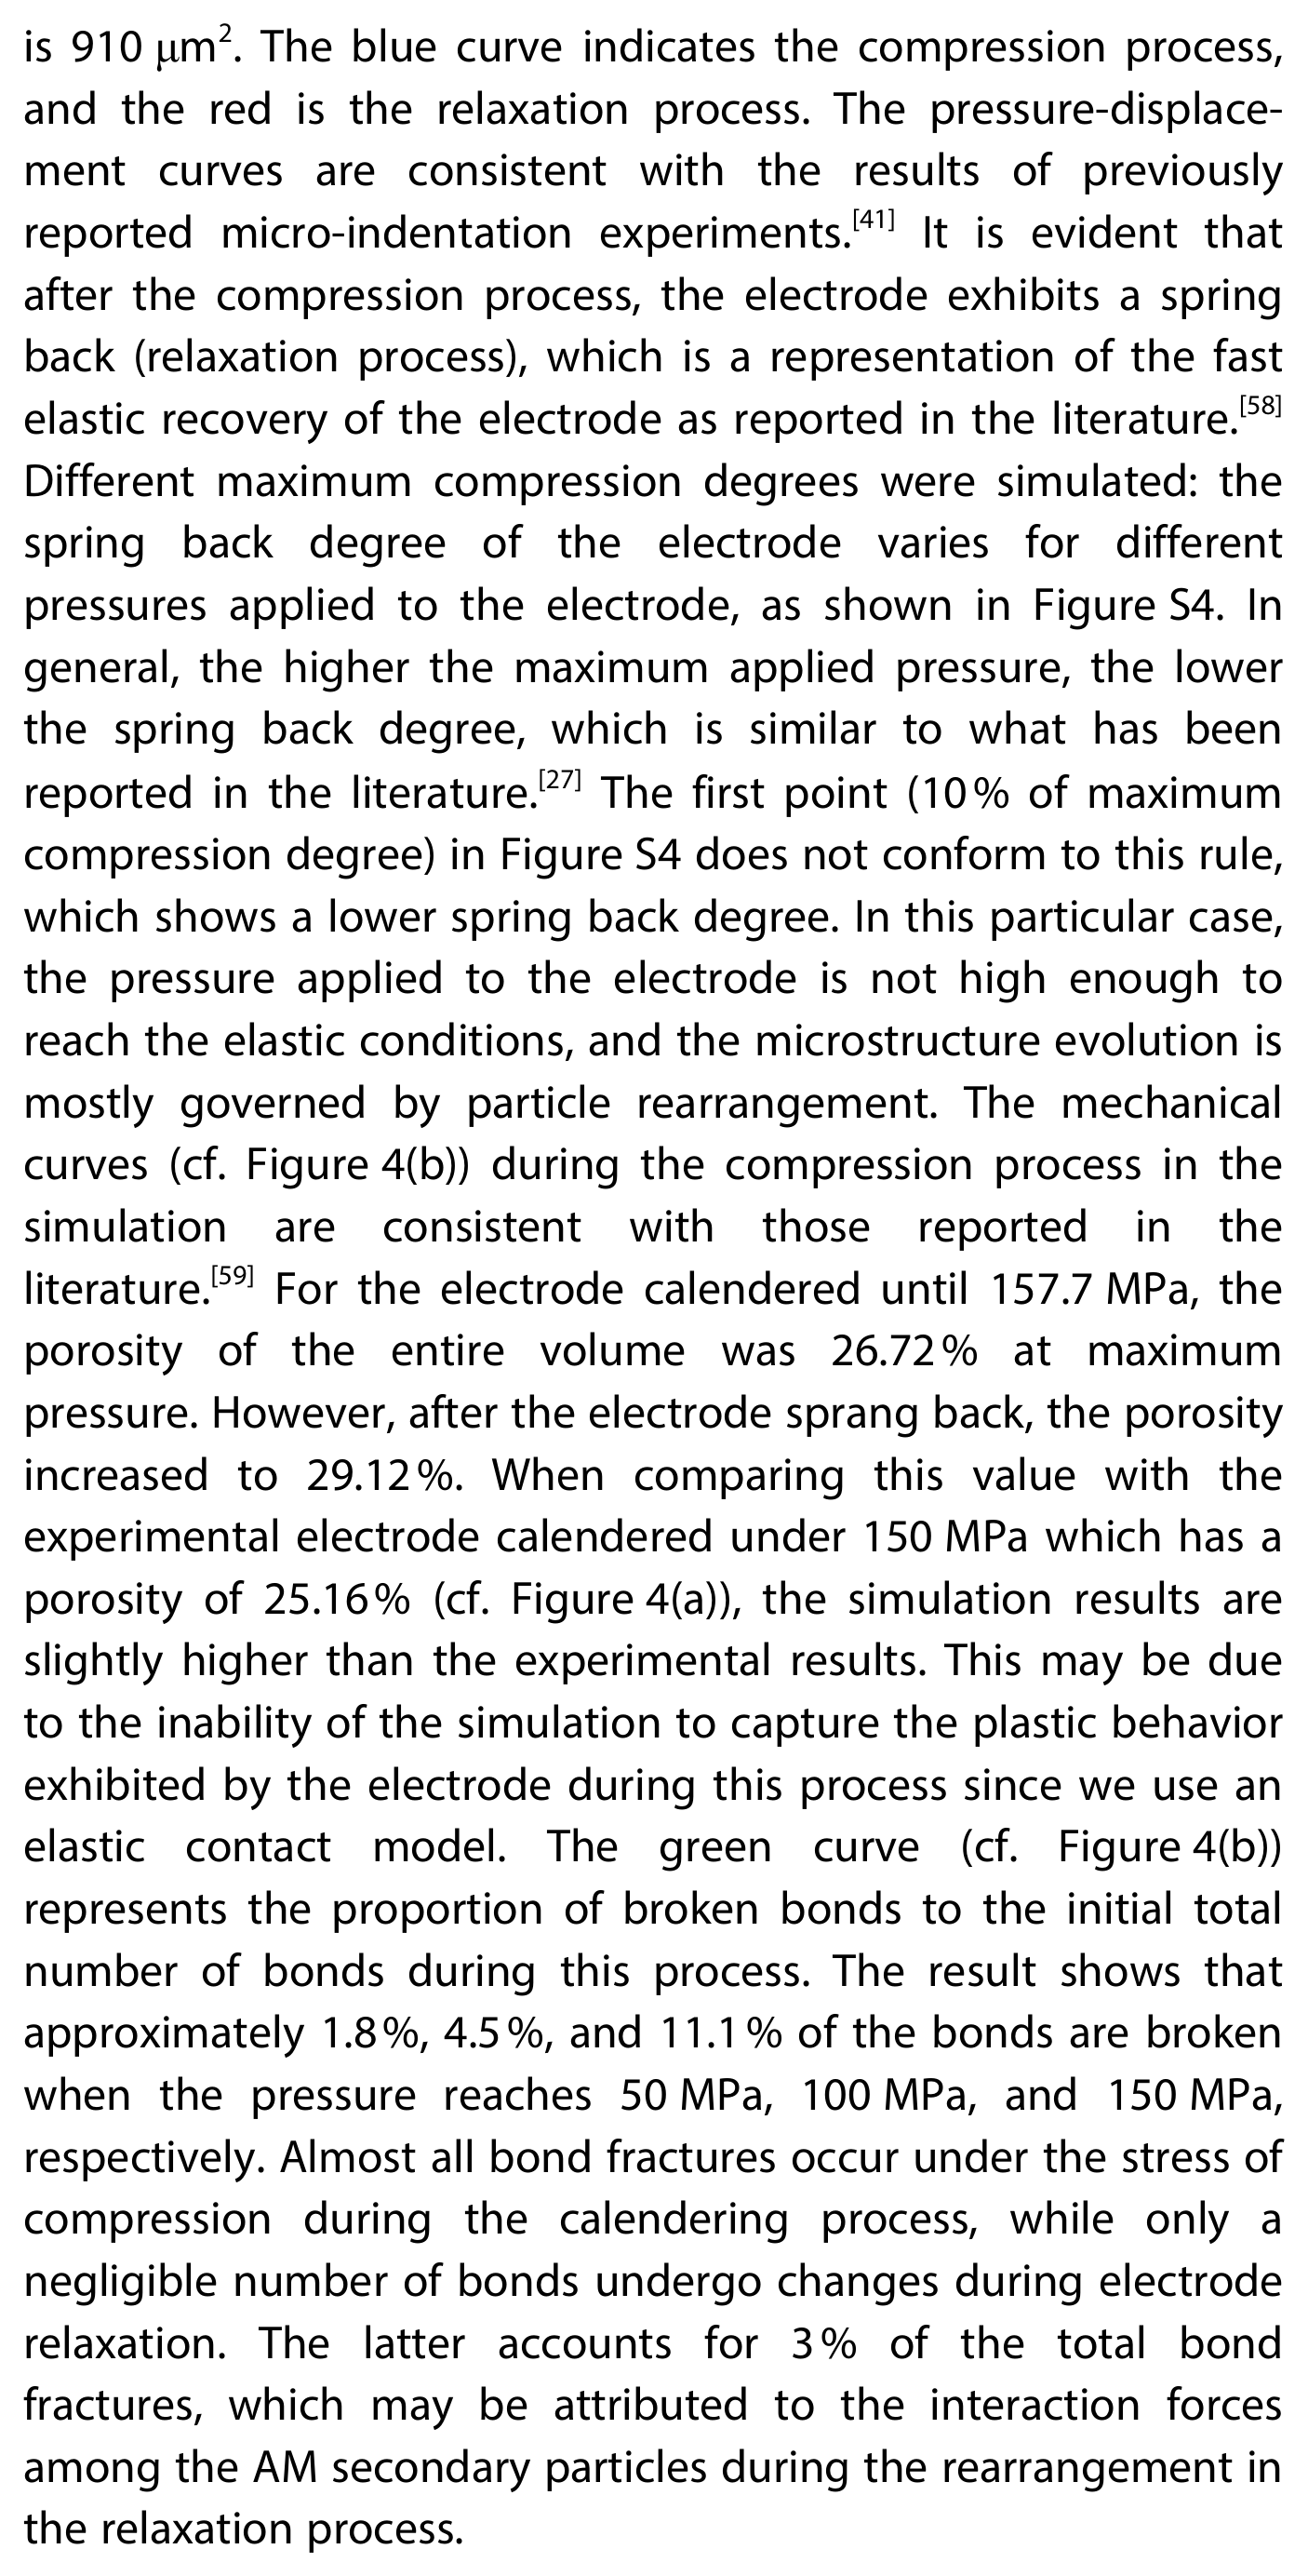 is 910 μm². The blue curve indicates the compression process,
and the red is the relaxation process. The pressure-displace-
ment curves are consistent with the results of previously
reported micro-indentation experiments.[41] It is evident that
after the compression process, the electrode exhibits a spring
back (relaxation process), which is a representation of the fast
elastic recovery of the electrode as reported in the literature.[58]
Different maximum compression degrees were simulated: the
spring back degree of the electrode varies for different
pressures applied to the electrode, as shown in Figure S4. In
general, the higher the maximum applied pressure, the lower
the spring back degree, which is similar to what has been
reported in the literature.[27] The first point (10 % of maximum
compression degree) in Figure S4 does not conform to this rule,
which shows a lower spring back degree. In this particular case,
the pressure applied to the electrode is not high enough to
reach the elastic conditions, and the microstructure evolution is
mostly governed by particle rearrangement. The mechanical
curves (cf. Figure 4(b)) during the compression process in the
simulation are consistent with those reported in the
literature.[59] For the electrode calendered until 157.7 MPa, the
porosity of the entire volume was 26.72 % at maximum
pressure. However, after the electrode sprang back, the porosity
increased to 29.12 %. When comparing this value with the
experimental electrode calendered under 150 MPa which has a
porosity of 25.16 % (cf. Figure 4(a)), the simulation results are
slightly higher than the experimental results. This may be due
to the inability of the simulation to capture the plastic behavior
exhibited by the electrode during this process since we use an
elastic contact model. The green curve (cf. Figure 4(b))
represents the proportion of broken bonds to the initial total
number of bonds during this process. The result shows that
approximately 1.8 %, 4.5 %, and 11.1 % of the bonds are broken
when the pressure reaches 50 MPa, 100 MPa, and 150 MPa,
respectively. Almost all bond fractures occur under the stress of
compression during the calendering process, while only a
negligible number of bonds undergo changes during electrode
relaxation. The latter accounts for 3 % of the total bond
fractures, which may be attributed to the interaction forces
among the AM secondary particles during the rearrangement in
the relaxation process.